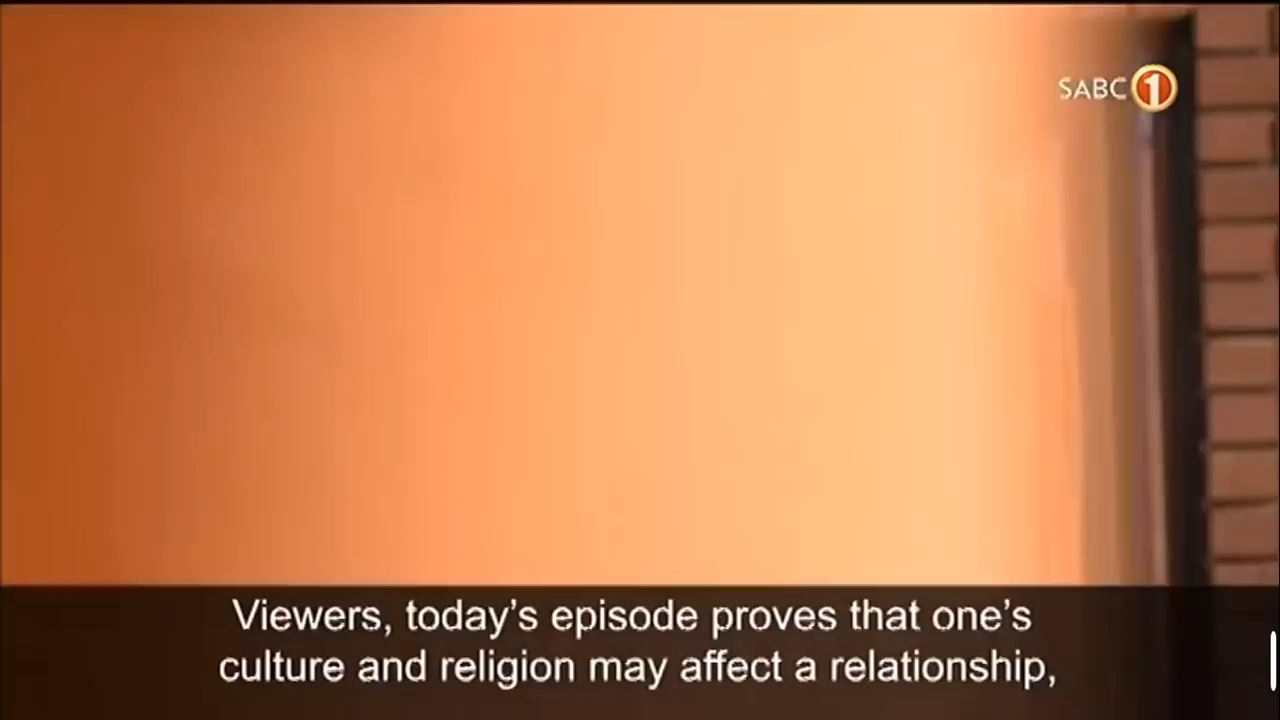 SABC 1
Viewers, today's episode proves that one's
culture and religion may affect a relationship,